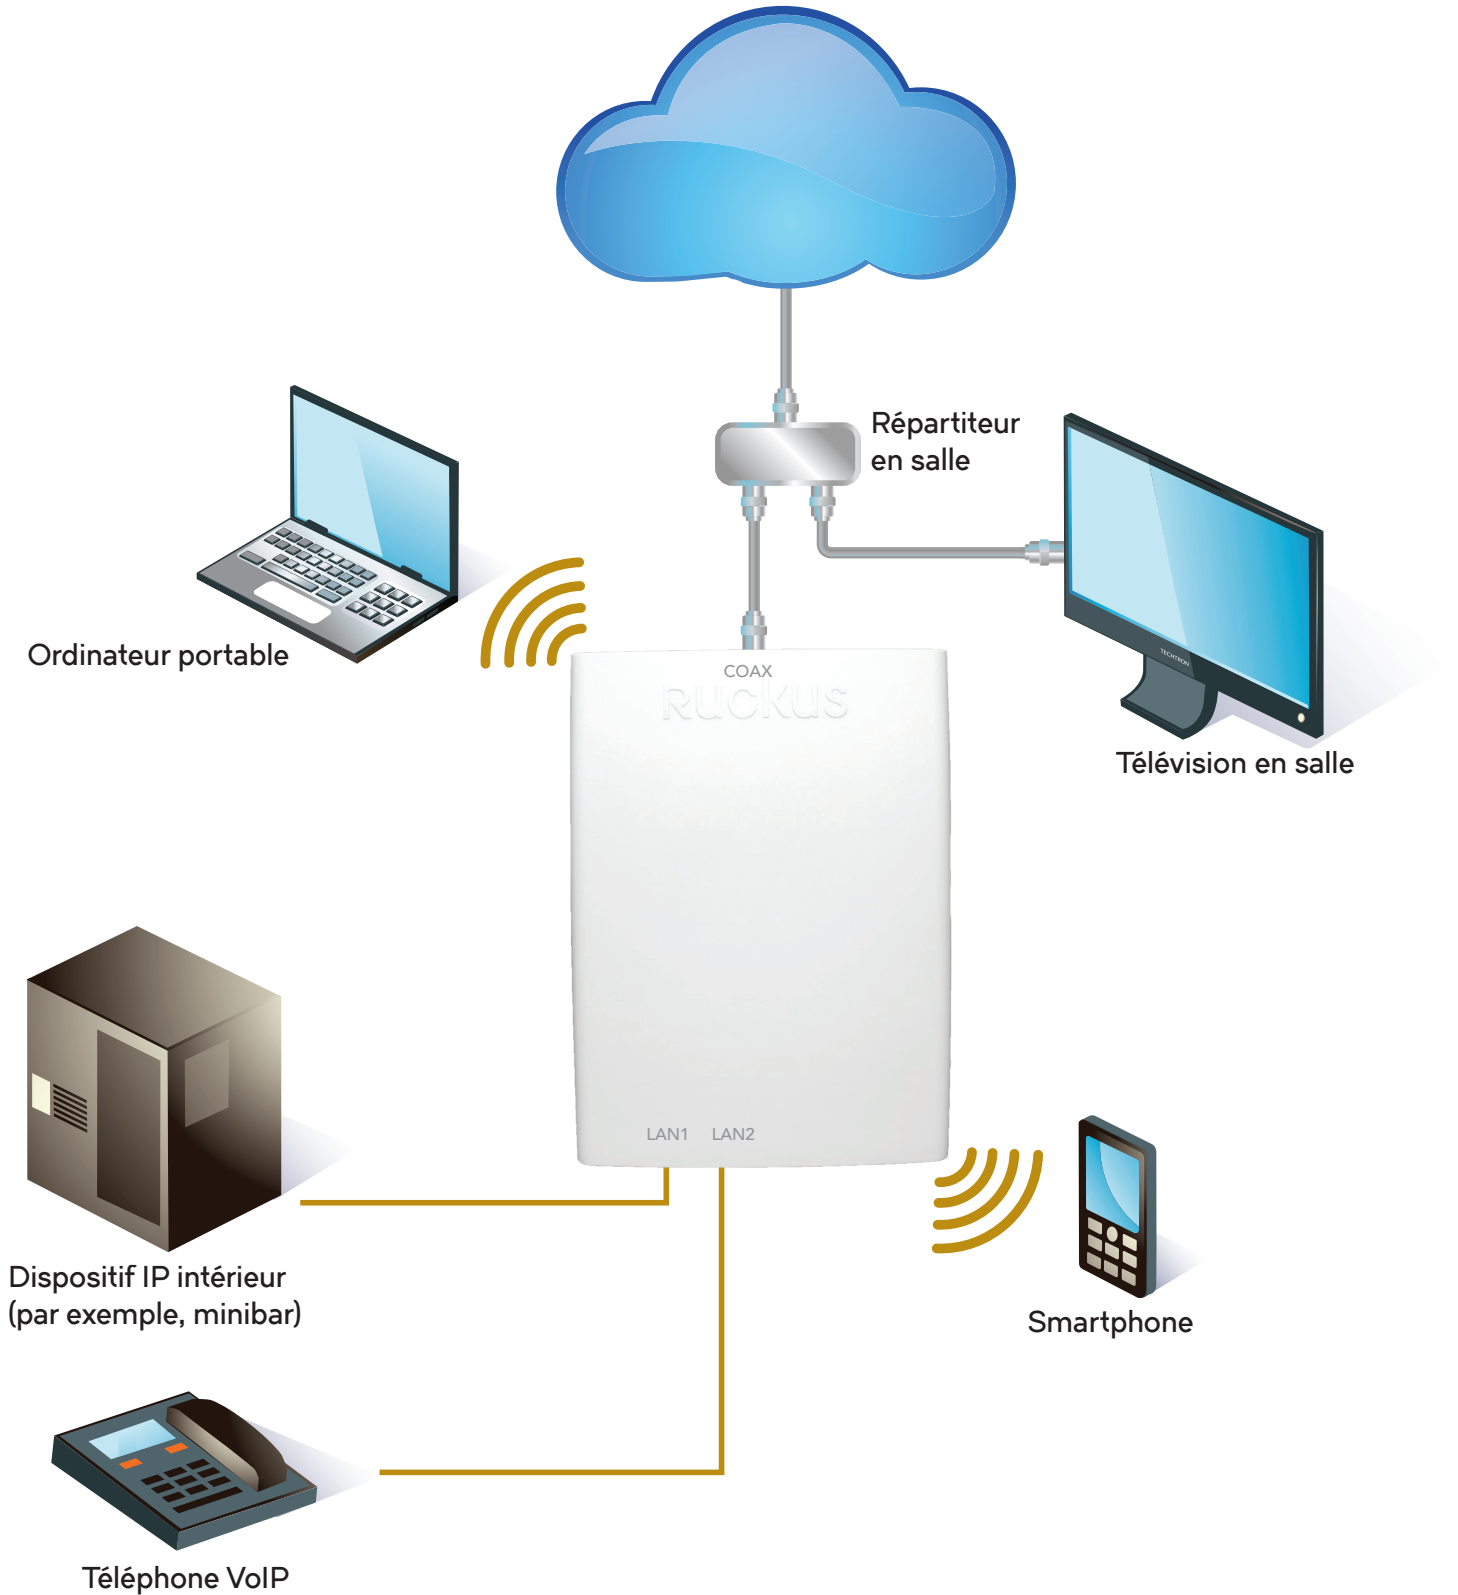 Répartiteur
en salle
Ordinateur portable
COAX
RUCKUS
TECHTRON
Télévision en salle
LAN1 LAN2
Dispositif IP intérieur
(par exemple, minibar)
Smartphone
Téléphone VoIP